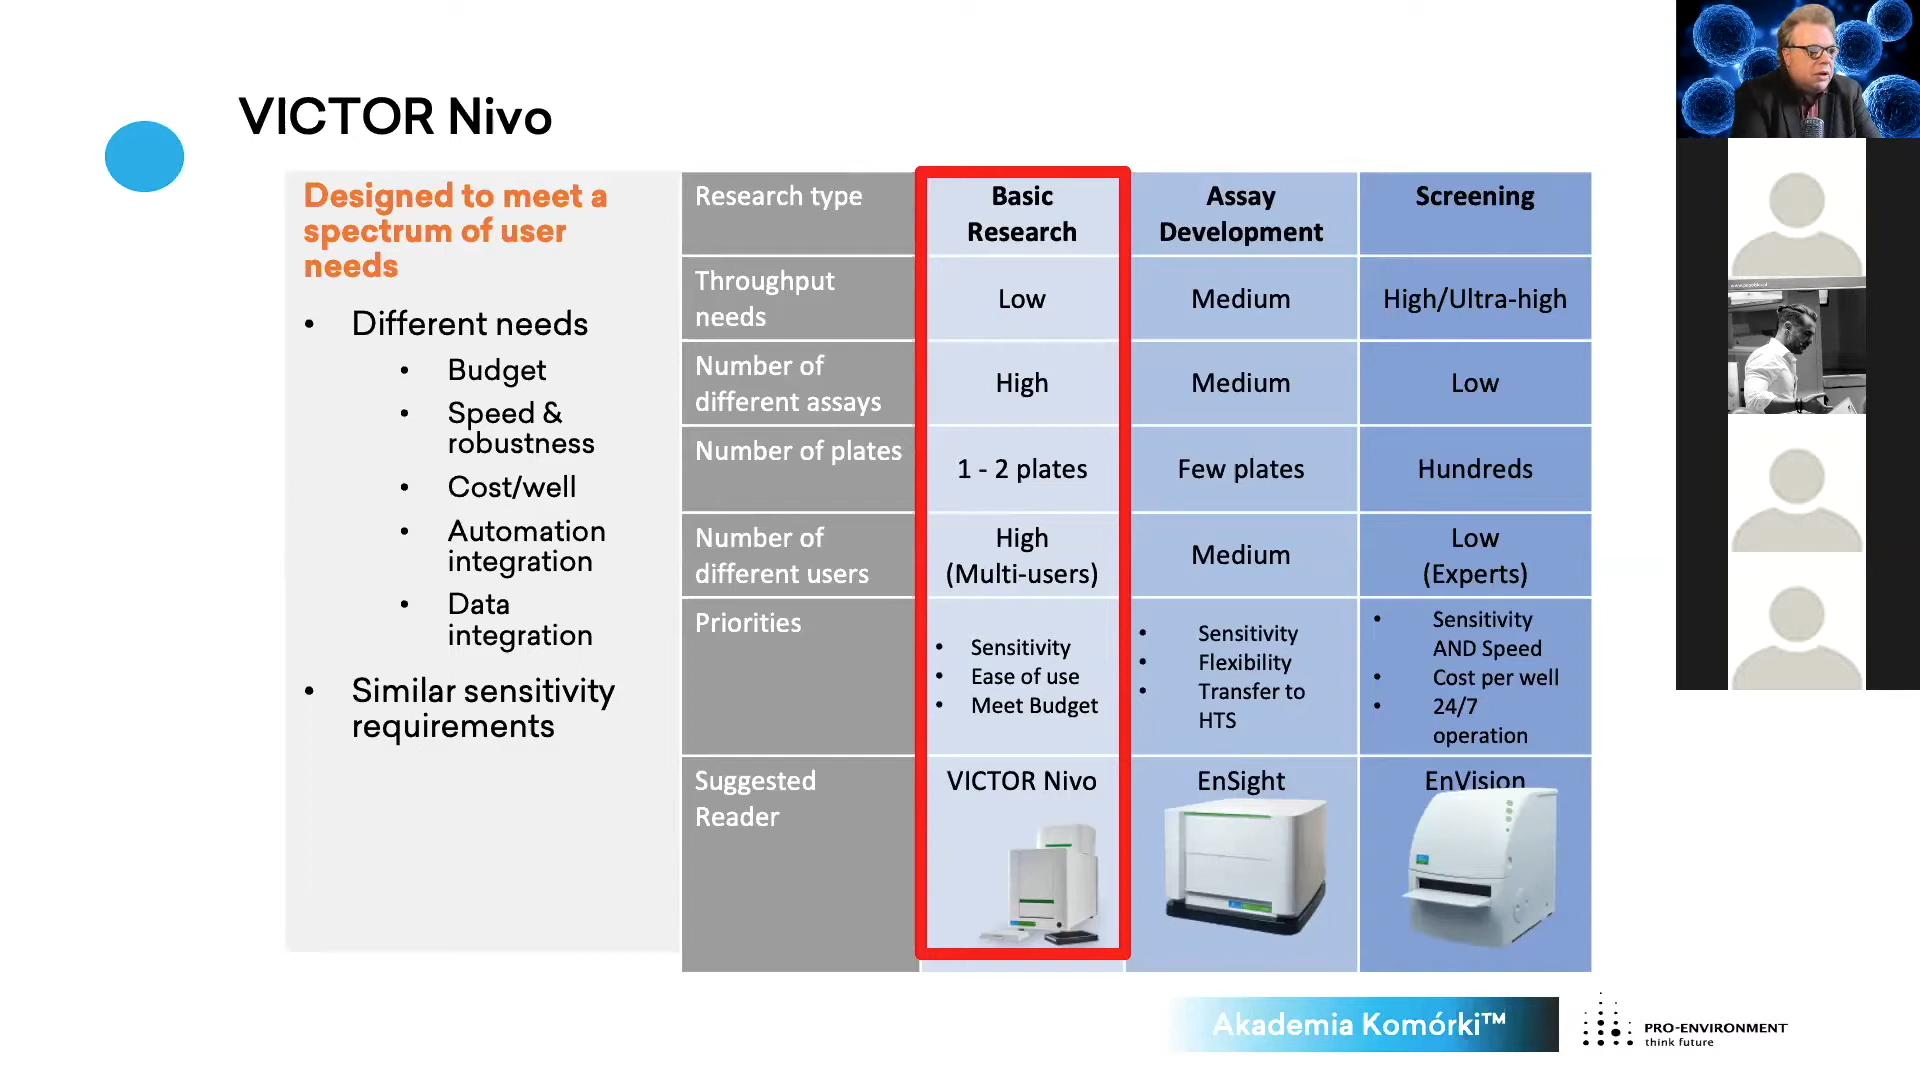 VICTOR Nivo
Designed to meet a
spectrum of user
needs
• Different needs
• Budget
• Speed &
robustness
• Cost/well
• Automation
integration
• Data
integration
• Similar sensitivity
requirements
Research type
Basic
Research
Assay
Development
Screening
Throughput
needs
Low
Medium
High/Ultra-high
Number of
different assays
High
Medium
Low
Number of plates
1 - 2 plates
Few plates
Hundreds
Number of
different users
High
(Multi-users)
Medium
Low
(Experts)
Priorities
• Sensitivity
• Ease of use
• Meet Budget
• Sensitivity
• Flexibility
• Transfer to
HTS
• Sensitivity
AND Speed
• Cost per well
• 24/7
operation
Suggested
Reader
VICTOR Nivo
EnSight
EnVision
Akademia Komórki™
PRO-ENVIRONMENT
think future